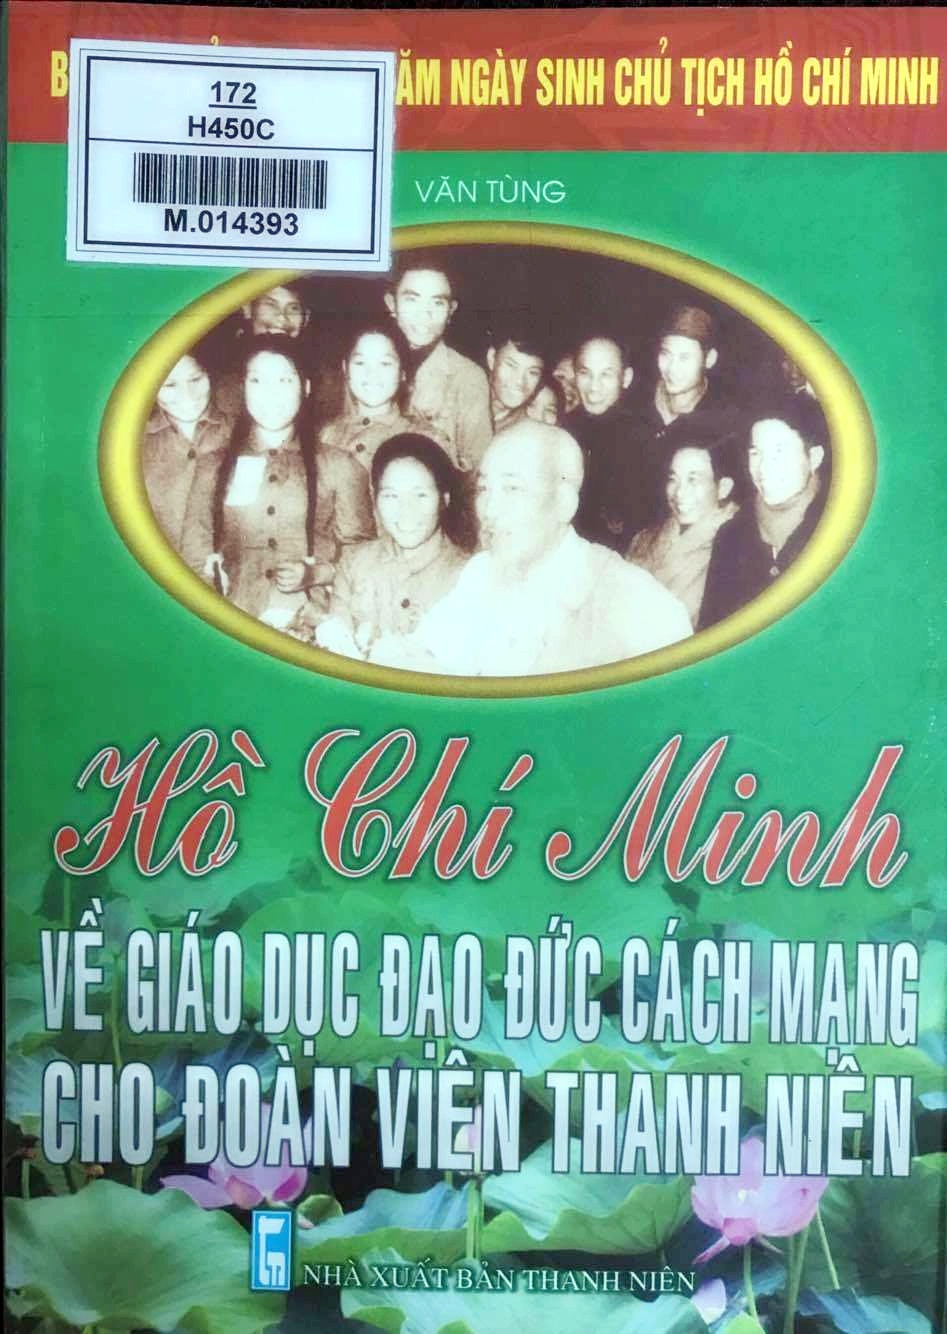 ĂM NGÀY SINH CHỦ TỊCH HỒ CHÍ MINH
172
H450C
M.014393
VĂN TÙNG
Hồ Chí Minh
VỀ GIÁO DỤC ĐẠO ĐỨC CÁCH MẠNG
CHO ĐOÀN VIÊN THANH NIÊN
NHÀ XUẤT BẢN THANH NIÊN